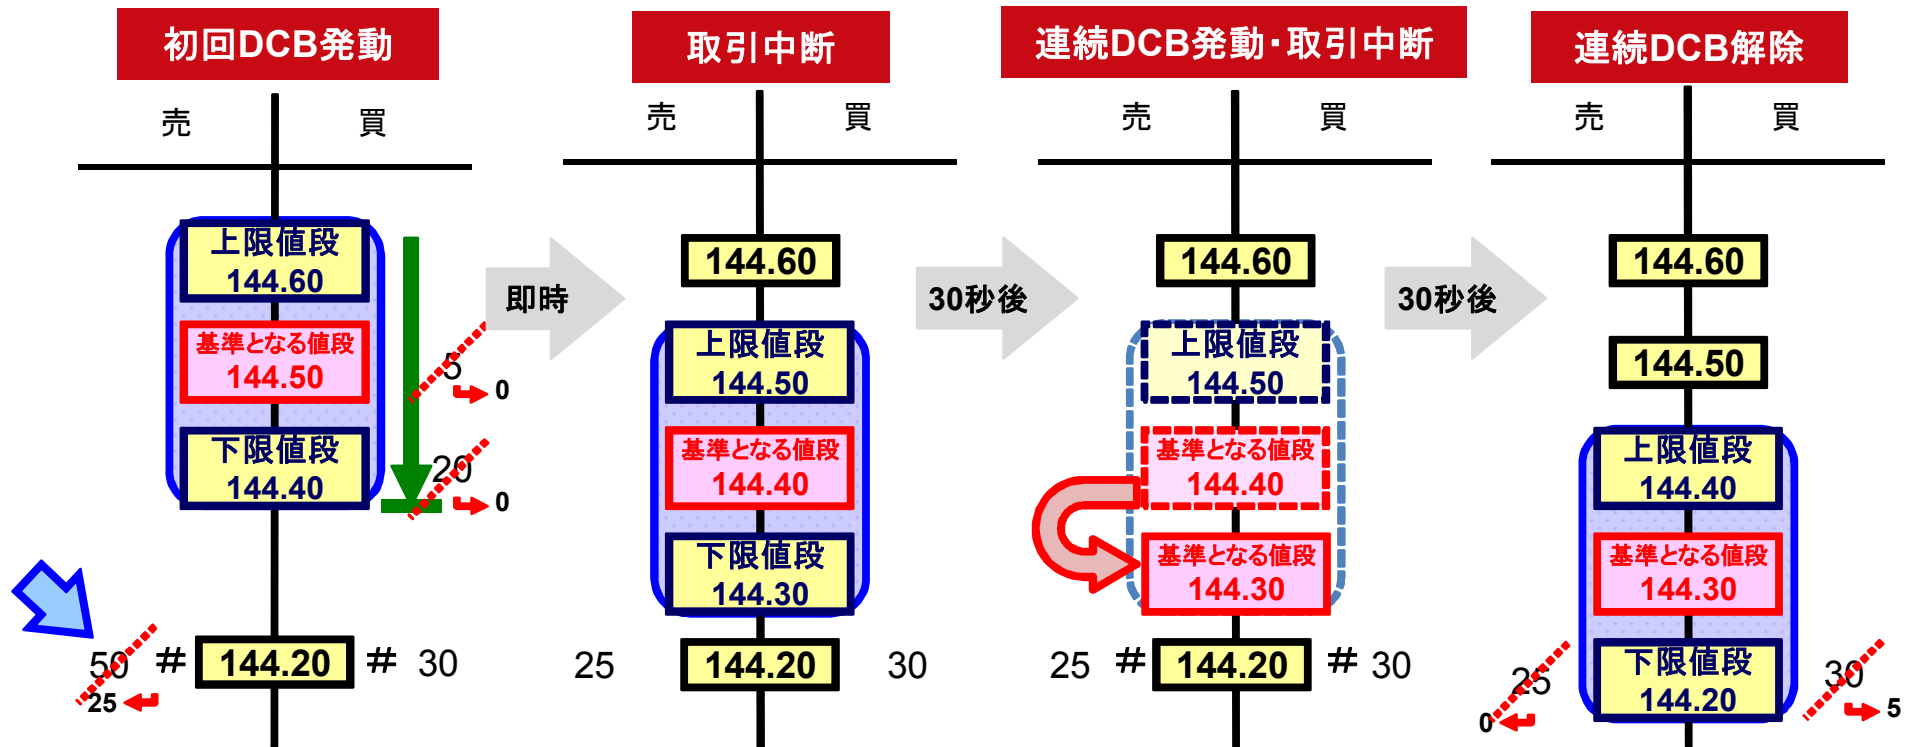 初回DCB発動
売 買
上限値段
144.60
基準となる値段
144.50
5
0
下限値段
144.40
20
0
50 # 144.20 # 30
25
即時
取引中断
売 買
144.60
上限値段
144.50
基準となる値段
144.40
下限値段
144.30
25 144.20 30
30秒後
連続DCB発動・取引中断
売 買
144.60
上限値段
144.50
基準となる値段
144.40
基準となる値段
144.30
25 # 144.20 # 30
30秒後
連続DCB解除
売 買
144.60
144.50
上限値段
144.40
基準となる値段
144.30
下限値段
144.20
25 30
0 5